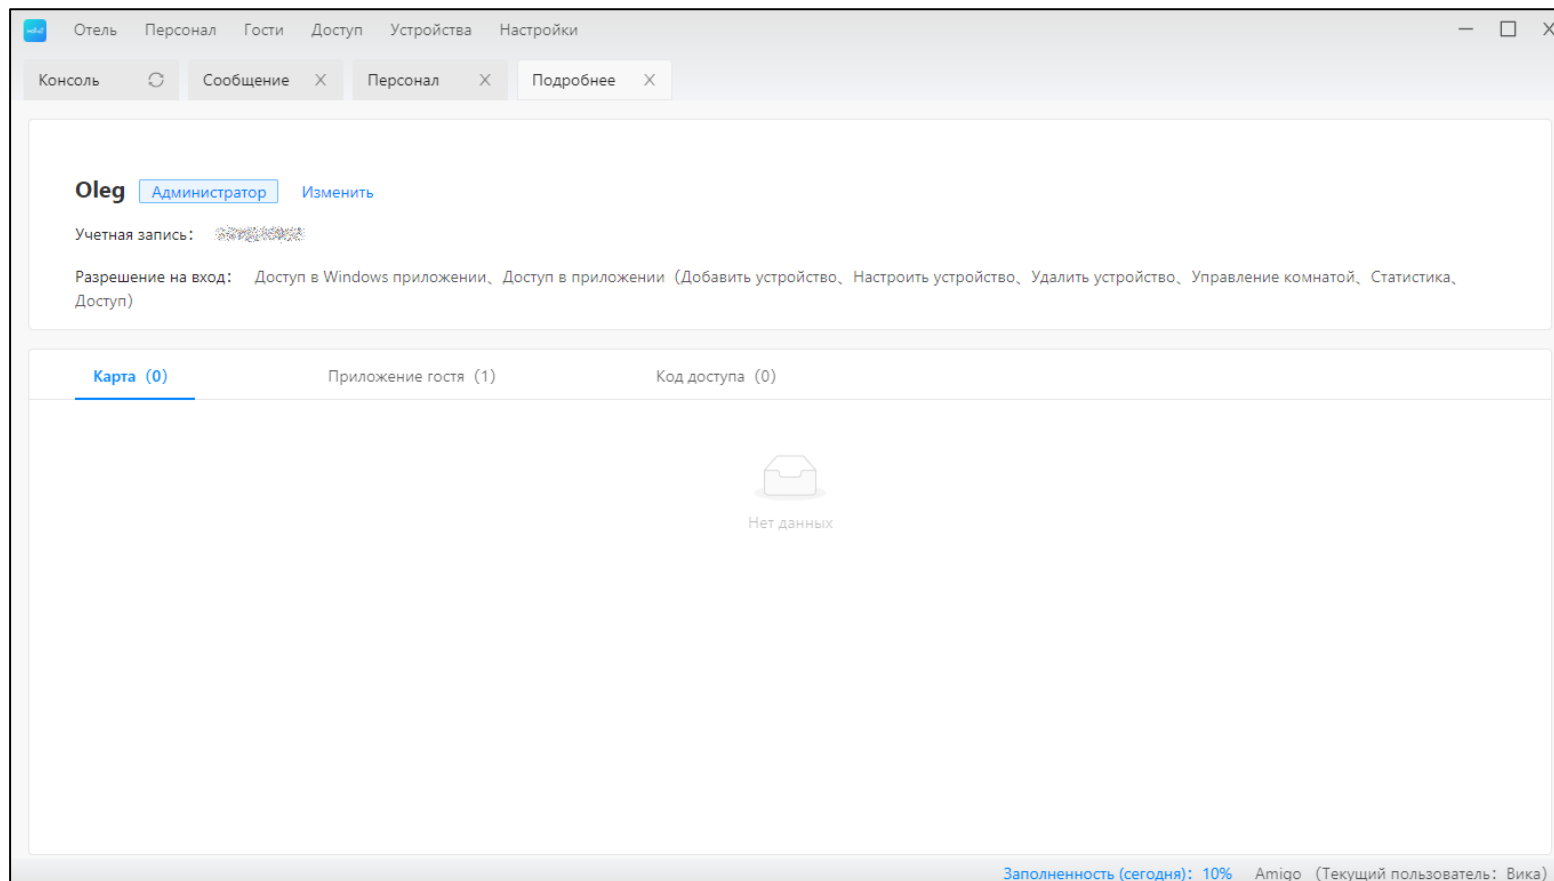 Отель Персонал Гости Доступ Устройства Настройки
Консоль Сообщение Персонал Подробнее
Oleg Администратор Изменить
Учетная запись：
Разрешение на вход： Доступ в Windows приложении、Доступ в приложении（Добавить устройство、Настроить устройство、Удалить устройство、Управление комнатой、Статистика、
Доступ）
Карта（0） Приложение гостя（1） Код доступа（0）
Нет данных
Заполненность (сегодня)：10% Amigo （Текущий пользователь：Вика）